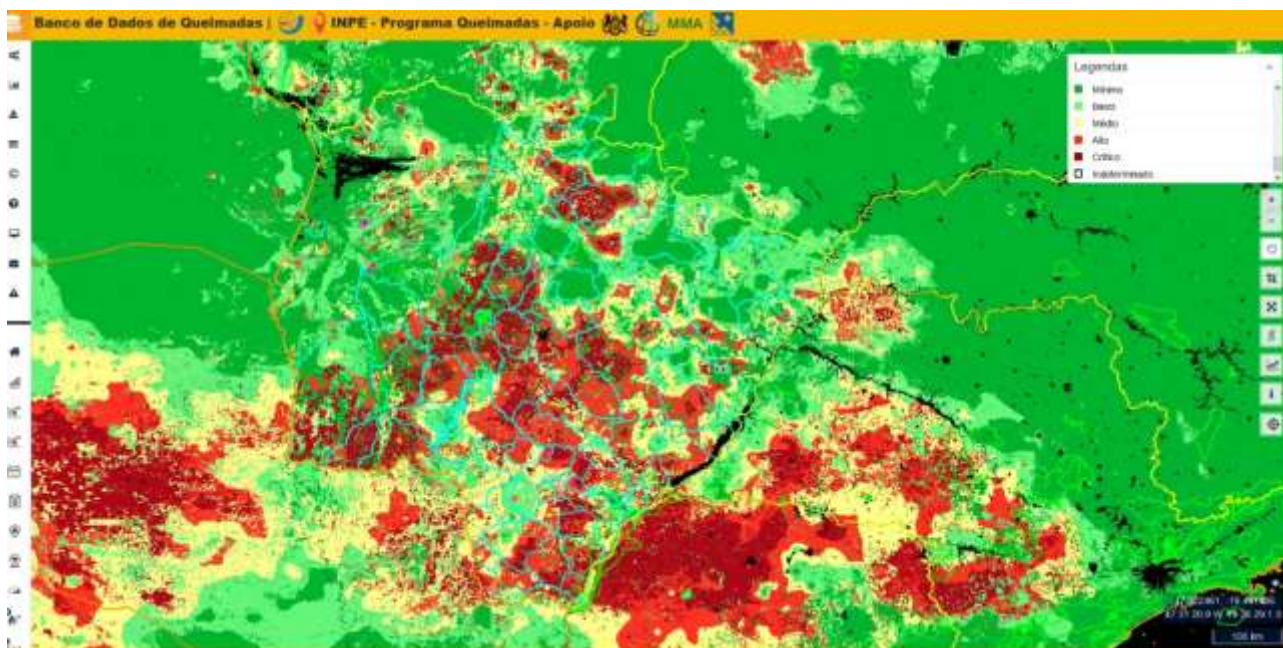 Banco de Dados de Queimadas | INPE - Programa Queimadas - Apoio MMA
Legendas
Mínimo
Baixo
Médio
Alto
Crítico
Indeterminado
100 km